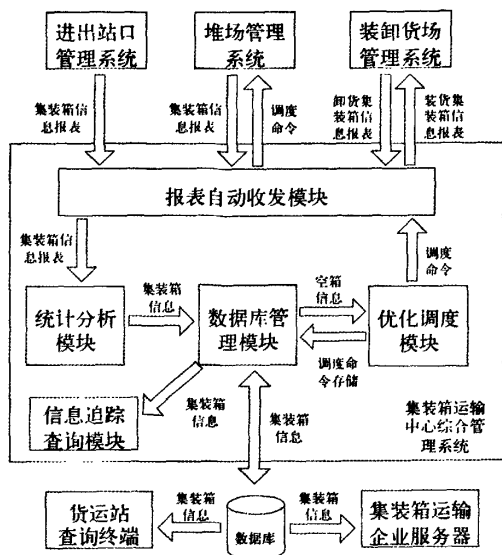 进出站口
管理系统
堆场管理
系统
装卸货场
管理系统
集装箱信
息报表
集装箱信
息报表
调度
命令
卸货集
装箱信
息报表
装货集
装箱信
息报表
报表自动收发模块
集装箱信
息报表
调度
命令
统计分析
模块
集装箱
信息
数据库管
理模块
空箱
信息
调度命
令存储
优化调度
模块
信息追踪
查询模块
集装箱
信息
集装箱
信息
集装箱运输
中心综合管
理系统
货运站
查询终端
集装箱
信息
数据库
集装箱
信息
集装箱运输
企业服务器